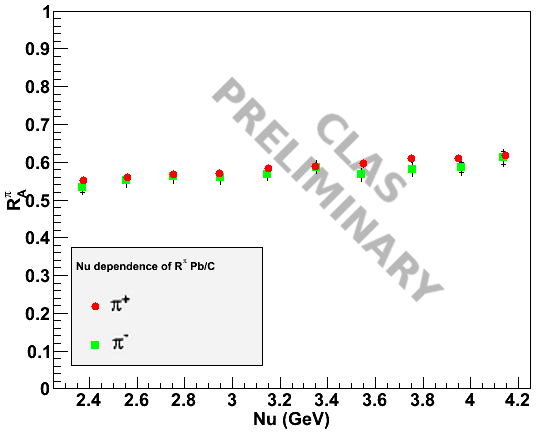 1
0.9
0.8
0.7
0.6
0.5
0.4
0.3
0.2
0.1
0
R_A^π
CLAS
PRELIMINARY
Nu dependence of R^π Pb/C
π⁺
π⁻
2.4 2.6 2.8 3 3.2 3.4 3.6 3.8 4 4.2
Nu (GeV)